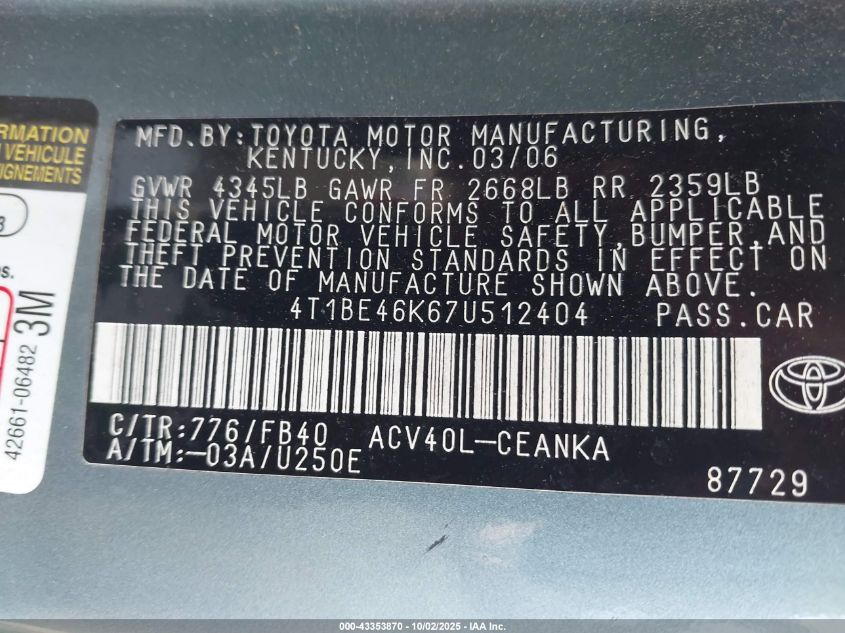 RMATION
VEHICULE
IGNEMENTS
42661-06482
3M
MFD.BY:TOYOTA MOTOR MANUFACTURING,
KENTUCKY,INC.03/06
GVWR 4345LB GAWR FR 2668LB RR 2359LB
THIS VEHICLE CONFORMS TO ALL APPLICABLE
FEDERAL MOTOR VEHICLE SAFETY,BUMPER,AND
THEFT PREVENTION STANDARDS IN EFFECT ON
THE DATE OF MANUFACTURE SHOWN ABOVE.
4T1BE46K67U512404 PASS.CAR
C/TR:776/FB40 ACV40L-CEANKA
A/TM:-03A/U250E
87729
000-43353870 - 10/02/2025 - IAA Inc.